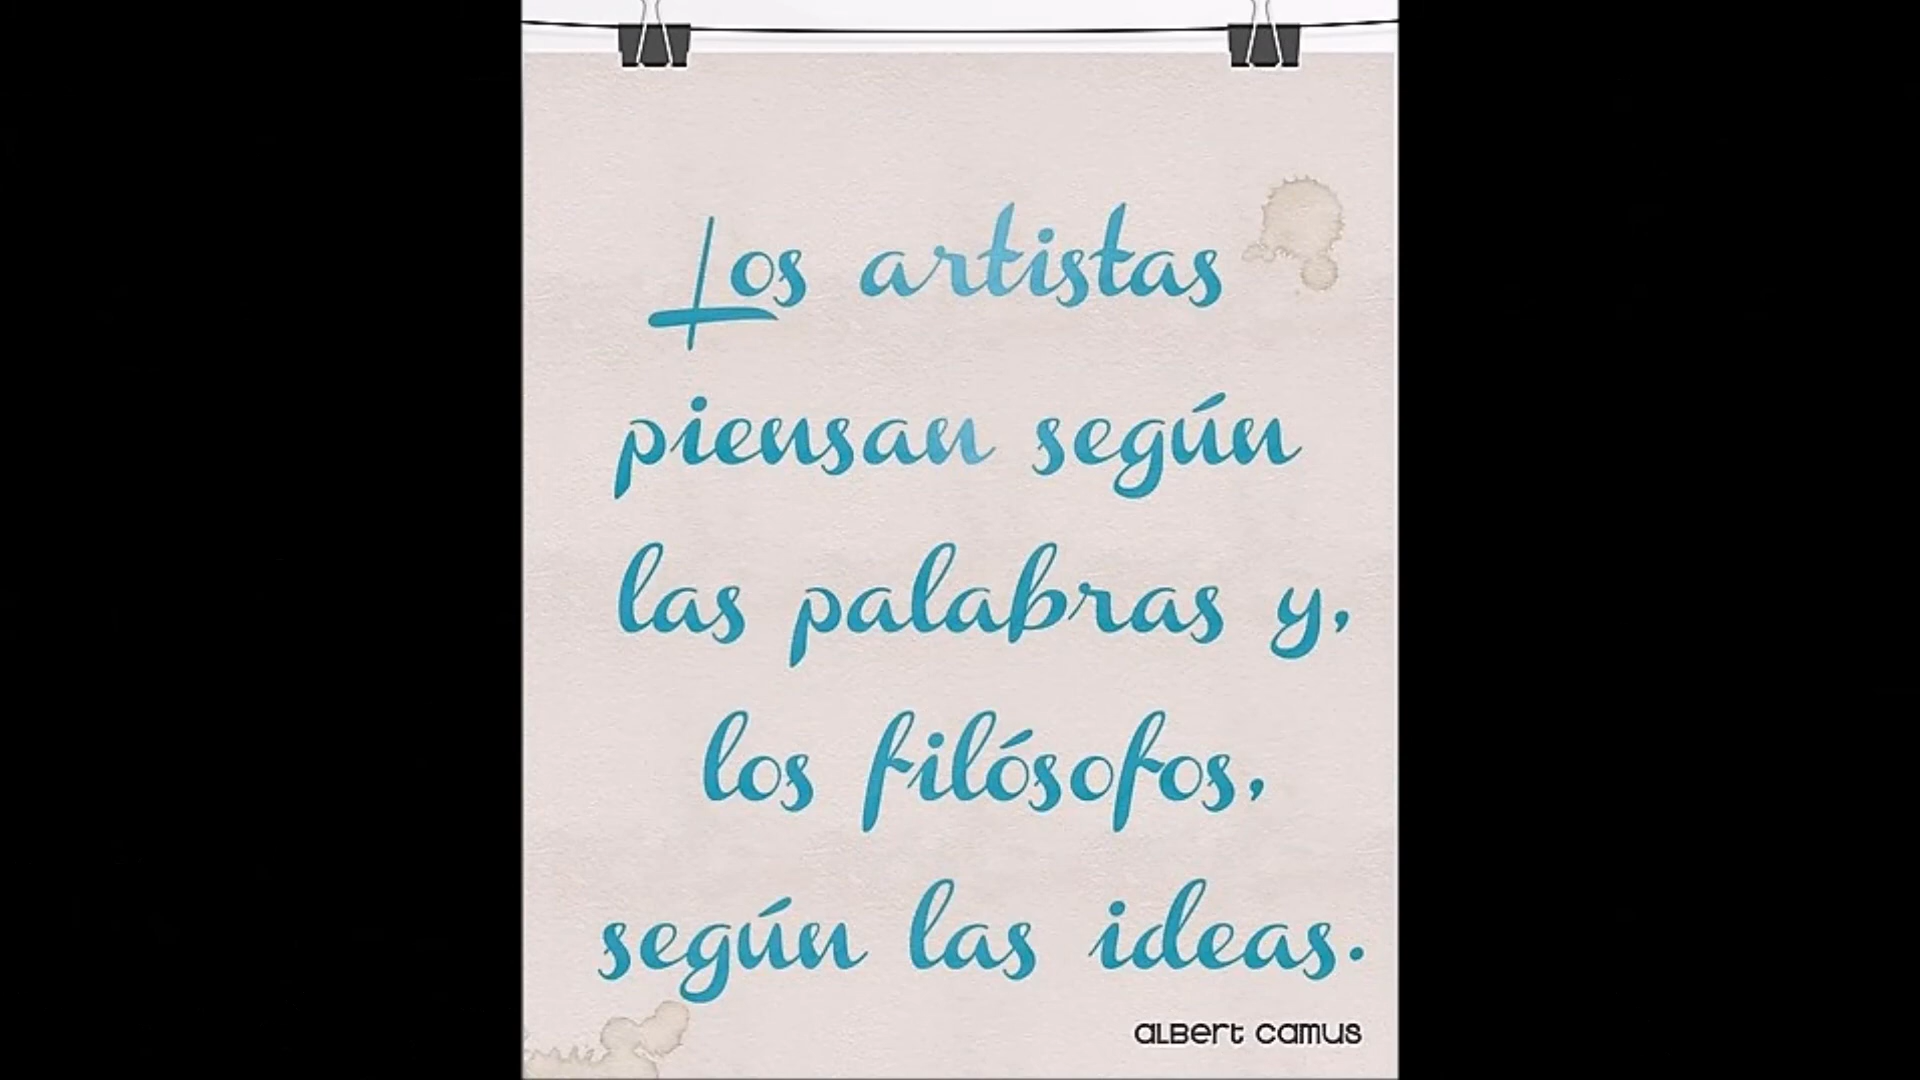 Los artistas
piensan según
las palabras y,
los filósofos,
según las ideas.
ALBERT CAMUS